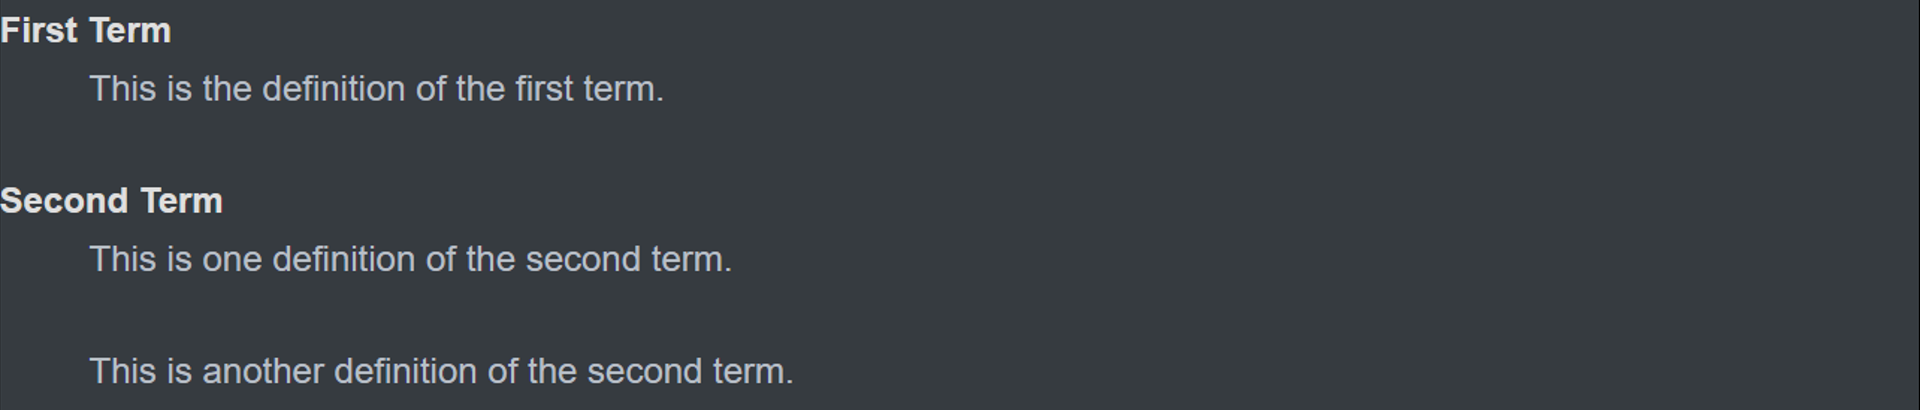 First Term
This is the definition of the first term.
Second Term
This is one definition of the second term.
This is another definition of the second term.